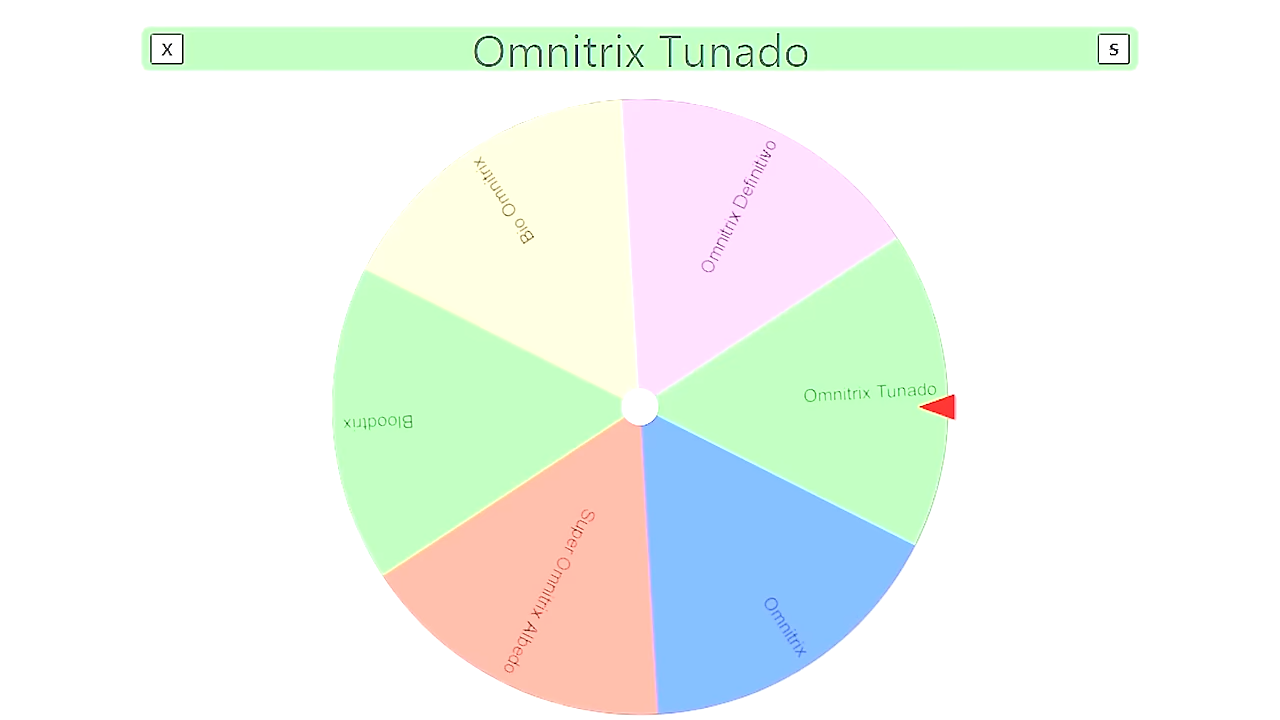 X
Omnitrix Tunado
S
Omnitrix Definitivo
Omnitrix Tunado
Omnitrix
Super Omnitrix Albedo
Bloodtrix
Bio Omnitrix